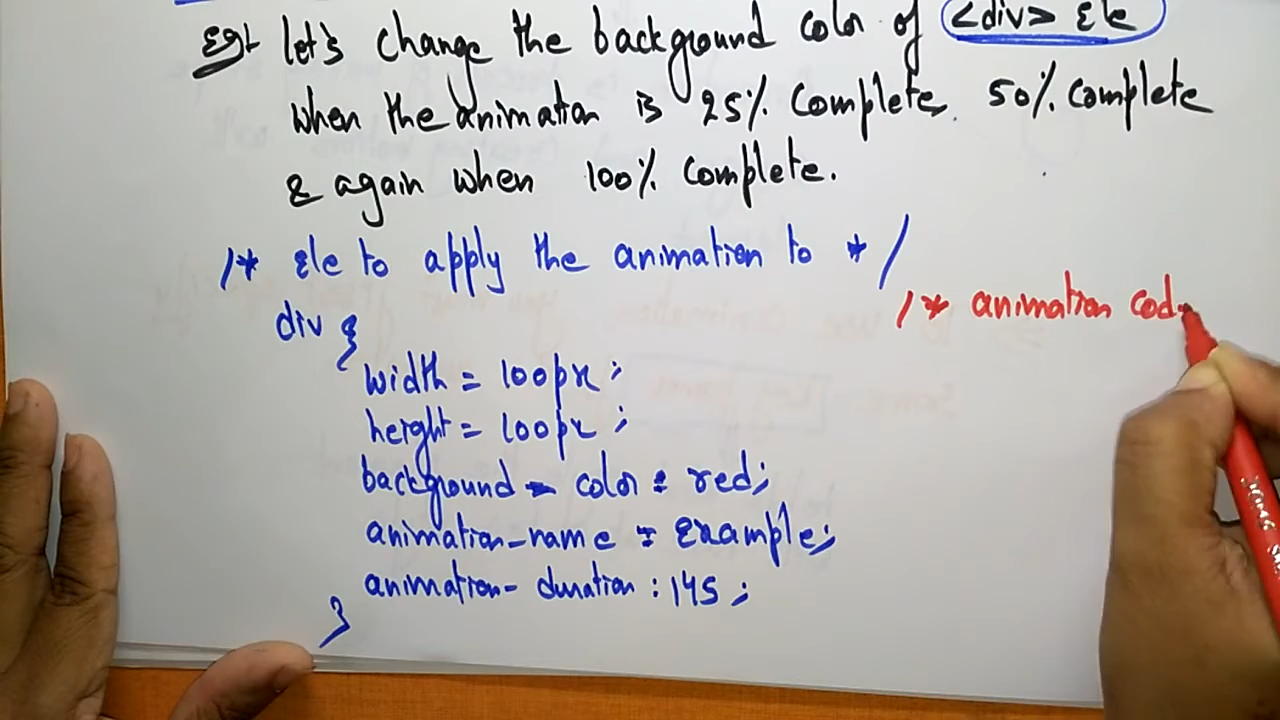 Eg:- let's change the background color of <div> Ele
when the animation is 25% Complete, 50% Complete
& again when 100% Complete.
/* Ele to apply the animation to */
/* animation code
div {
width = 100px ;
height = 100px ;
background - color : red;
animation-name : Example;
animation- duration : 14s ;
}